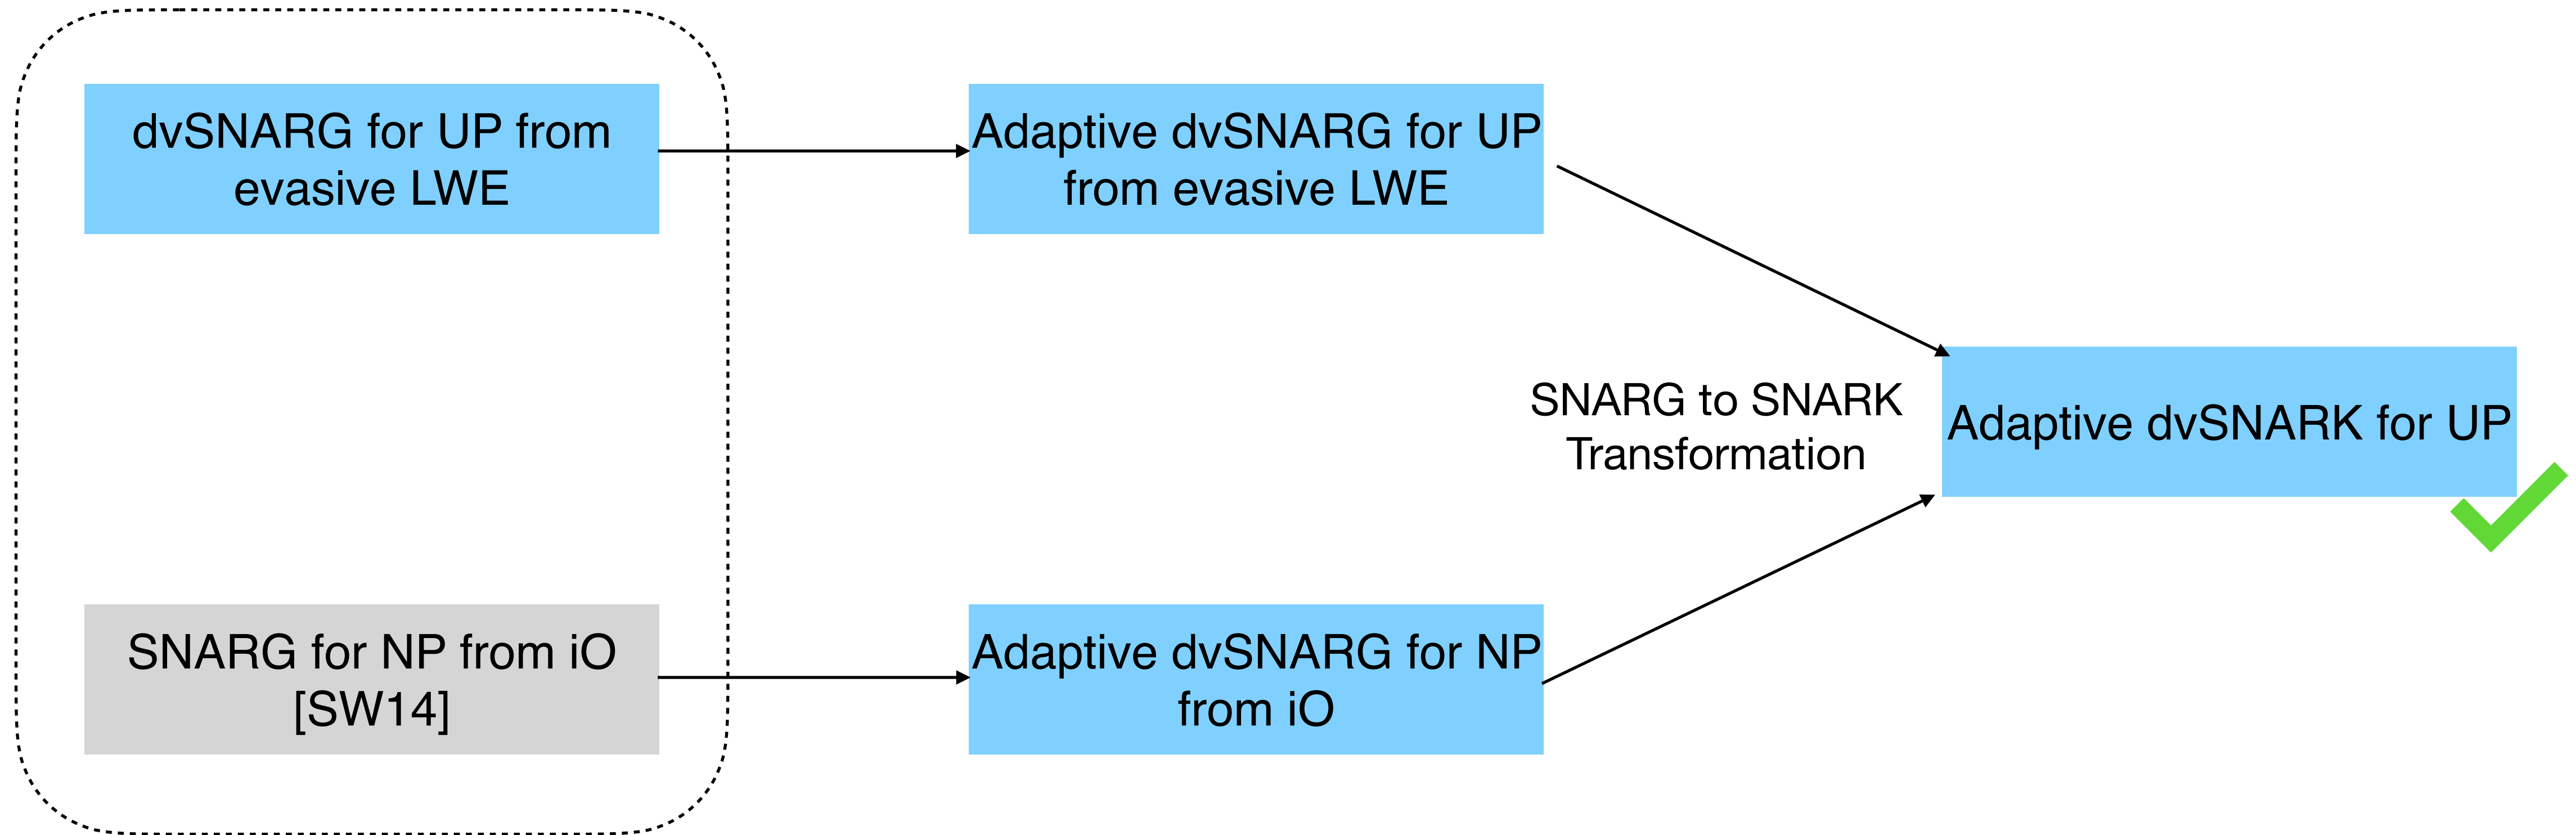 dvSNARG for UP from
evasive LWE
Adaptive dvSNARG for UP
from evasive LWE
SNARG to SNARK
Transformation
Adaptive dvSNARK for UP
SNARG for NP from iO
[SW14]
Adaptive dvSNARG for NP
from iO